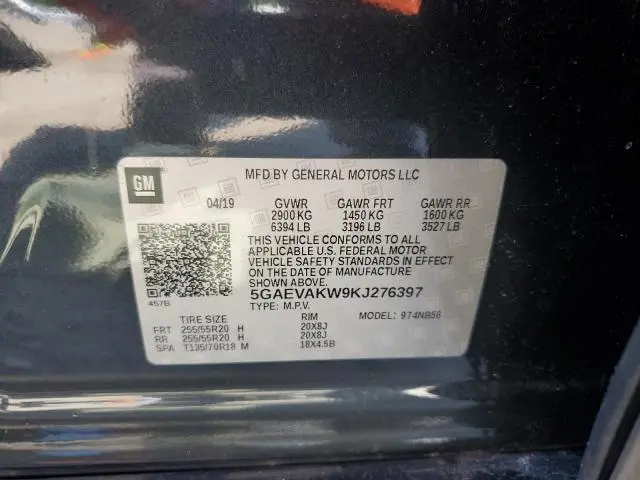 GM
MFD BY GENERAL MOTORS LLC
04/19 GVWR GAWR FRT GAWR RR
2900 KG 1450 KG 1600 KG
6394 LB 3196 LB 3527 LB
THIS VEHICLE CONFORMS TO ALL
APPLICABLE U.S. FEDERAL MOTOR
VEHICLE SAFETY STANDARDS IN
EFFECT ON THE DATE OF MANUFACTURE
SHOWN ABOVE.
457B
5GAEVAKW9KJ276397
TYPE: M.P.V. MODEL: 974NB56
TIRE SIZE RIM
FRT 255/55R20 H 20X8J
RR 255/55R20 H 20X8J
SPA T135/70R18 M 18X4.5B